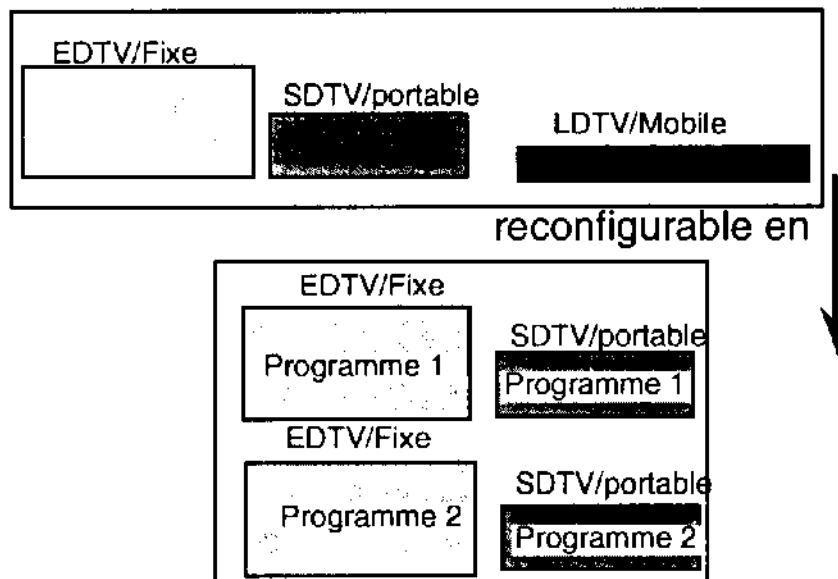 EDTV/Fixe
SDTV/portable
LDTV/Mobile
reconfigurable en
EDTV/Fixe
SDTV/portable
Programme 1
Programme 1
EDTV/Fixe
SDTV/portable
Programme 2
Programme 2